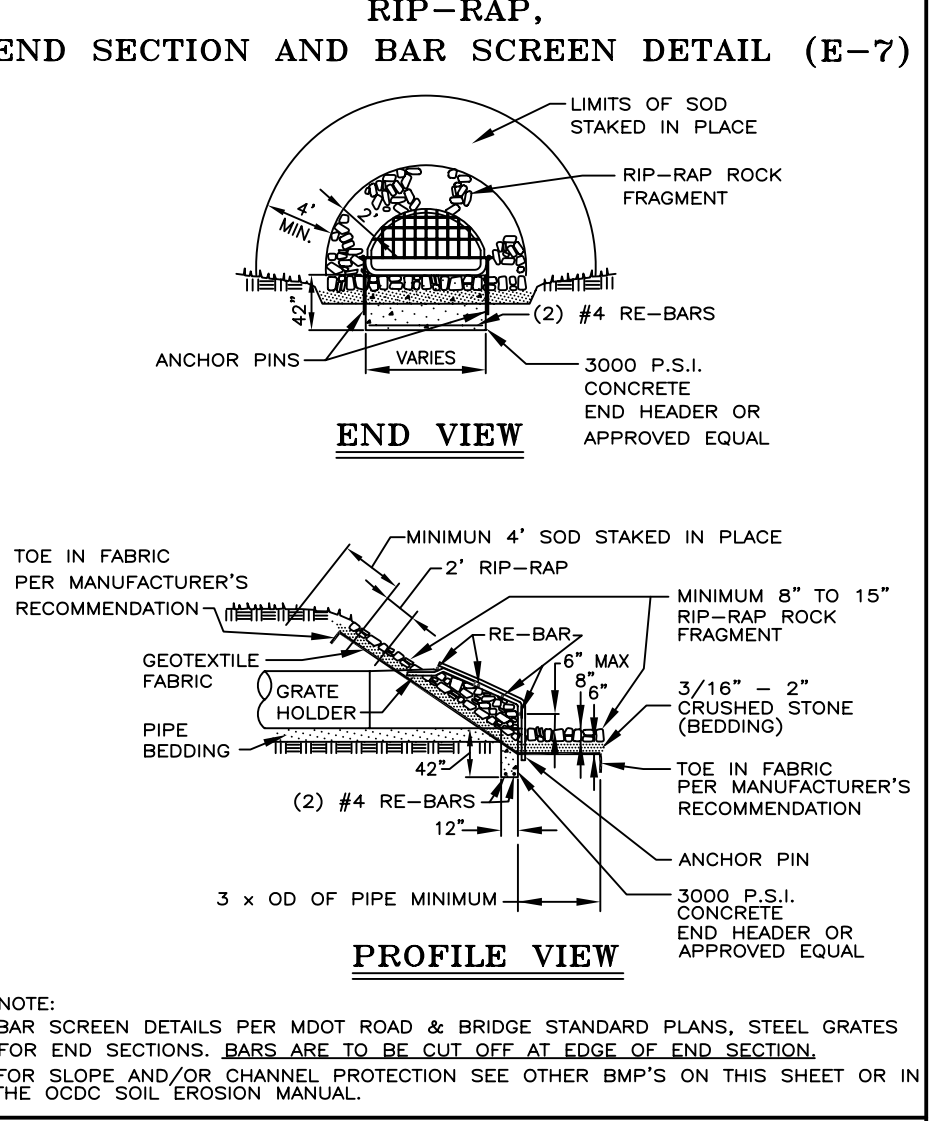 RIP-RAP,
END SECTION AND BAR SCREEN DETAIL (E-7)
LIMITS OF SOD
STAKED IN PLACE
RIP-RAP ROCK
FRAGMENT
4'
MIN.
2'
42"
(2) #4 RE-BARS
ANCHOR PINS
VARIES
3000 P.S.I.
CONCRETE
END HEADER OR
APPROVED EQUAL
END VIEW
MINIMUN 4' SOD STAKED IN PLACE
TOE IN FABRIC
PER MANUFACTURER'S
RECOMMENDATION
2' RIP-RAP
MINIMUM 8" TO 15"
RIP-RAP ROCK
FRAGMENT
RE-BAR
6" MAX
8"
6"
GEOTEXTILE
FABRIC
GRATE
HOLDER
3/16" - 2"
CRUSHED STONE
(BEDDING)
PIPE
BEDDING
42"
TOE IN FABRIC
PER MANUFACTURER'S
RECOMMENDATION
(2) #4 RE-BARS
12"
ANCHOR PIN
3 x OD OF PIPE MINIMUM
3000 P.S.I.
CONCRETE
END HEADER OR
APPROVED EQUAL
PROFILE VIEW
NOTE:
BAR SCREEN DETAILS PER MDOT ROAD & BRIDGE STANDARD PLANS, STEEL GRATES
FOR END SECTIONS. BARS ARE TO BE CUT OFF AT EDGE OF END SECTION.
FOR SLOPE AND/OR CHANNEL PROTECTION SEE OTHER BMP'S ON THIS SHEET OR IN
THE OCDC SOIL EROSION MANUAL.